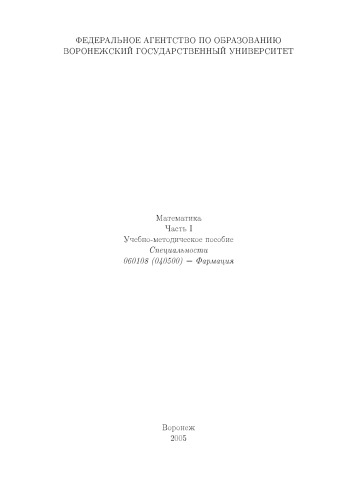 ФЕДЕРАЛЬНОЕ АГЕНТСТВО ПО ОБРАЗОВАНИЮ
ВОРОНЕЖСКИЙ ГОСУДАРСТВЕННЫЙ УНИВЕРСИТЕТ
Математика
Часть I
Учебно-методическое пособие
Специальности
060108 (040500) — Фармация
Воронеж
2005